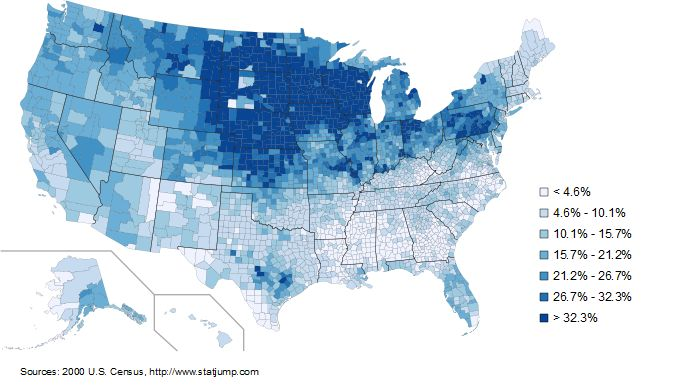 < 4.6%
4.6% - 10.1%
10.1% - 15.7%
15.7% - 21.2%
21.2% - 26.7%
26.7% - 32.3%
> 32.3%
Sources: 2000 U.S. Census, http://www.statjump.com